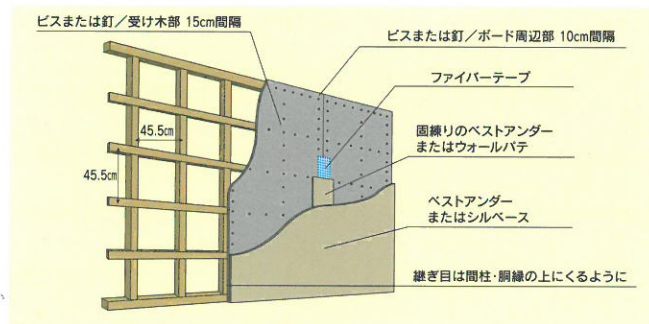 ビスまたは釘／受け木部 15cm間隔
ビスまたは釘／ボード周辺部 10cm間隔
ファイバーテープ
45.5cm
固練りのベストアンダー
またはウォールパテ
45.5cm
ベストアンダー
またはシルベース
継ぎ目は間柱・胴縁の上にくるように